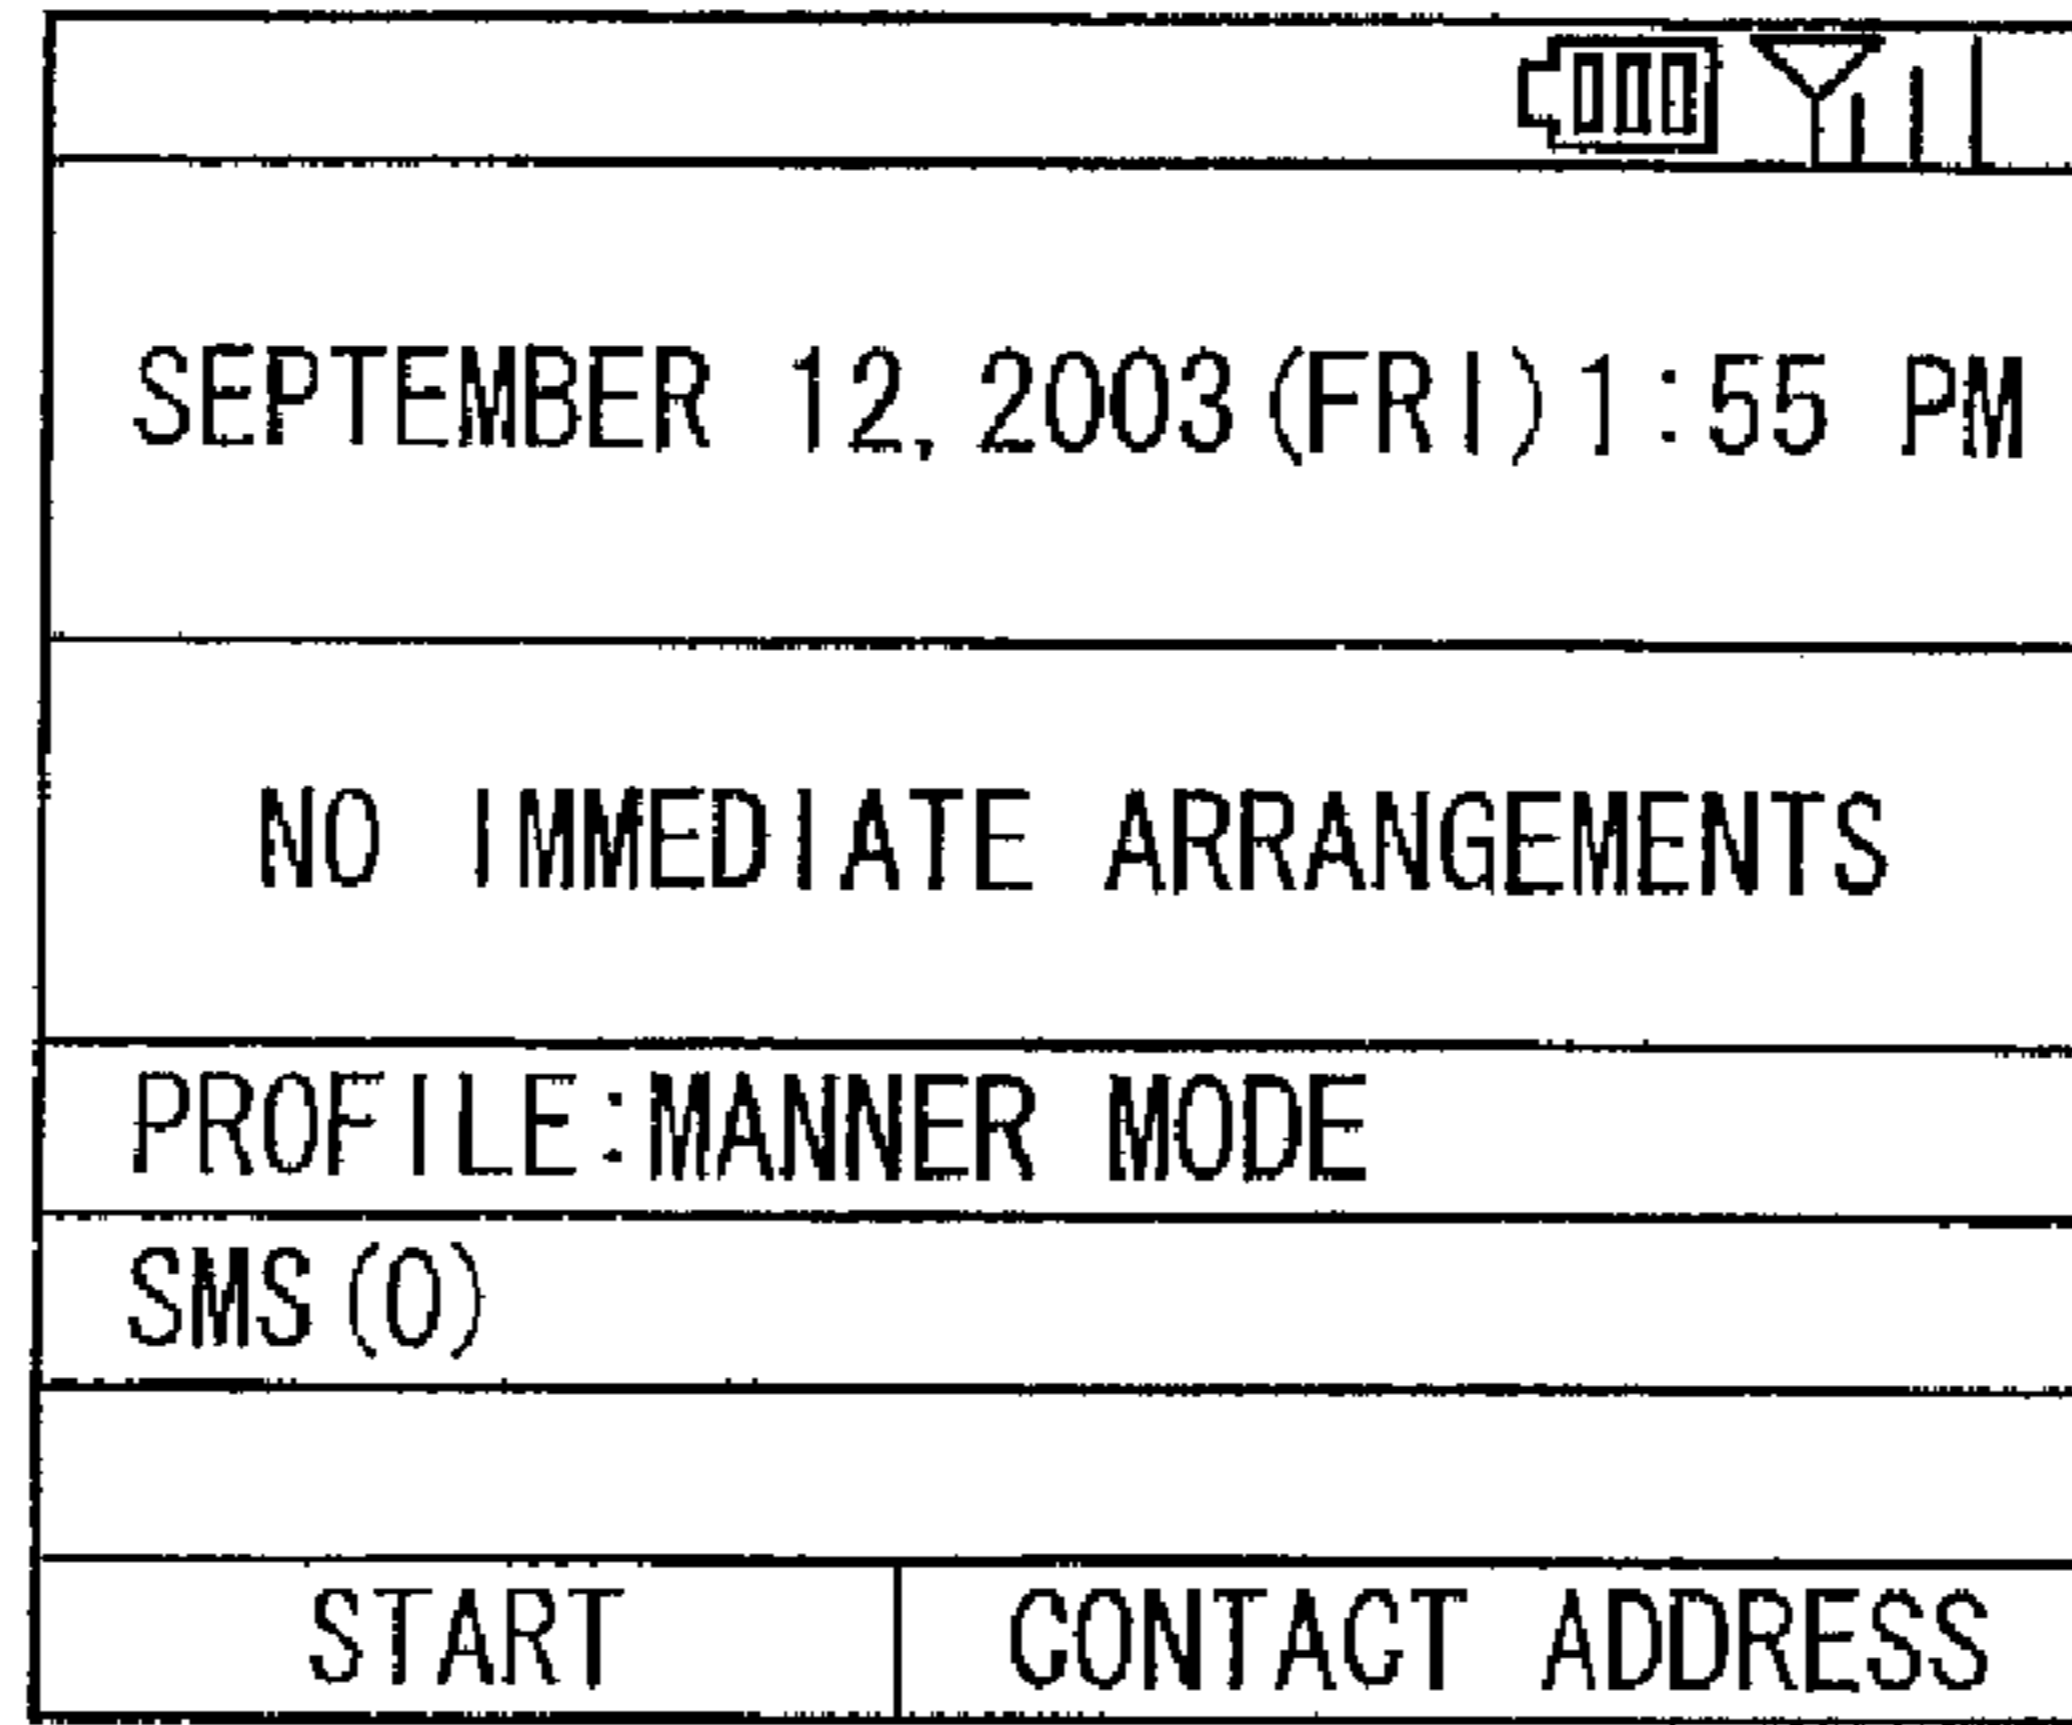 SEPTEMBER 12,2003(FRI)1:55 PM
NO IMMEDIATE ARRANGEMENTS
PROFILE:MANNER MODE
SMS(0)
START
CONTACT ADDRESS